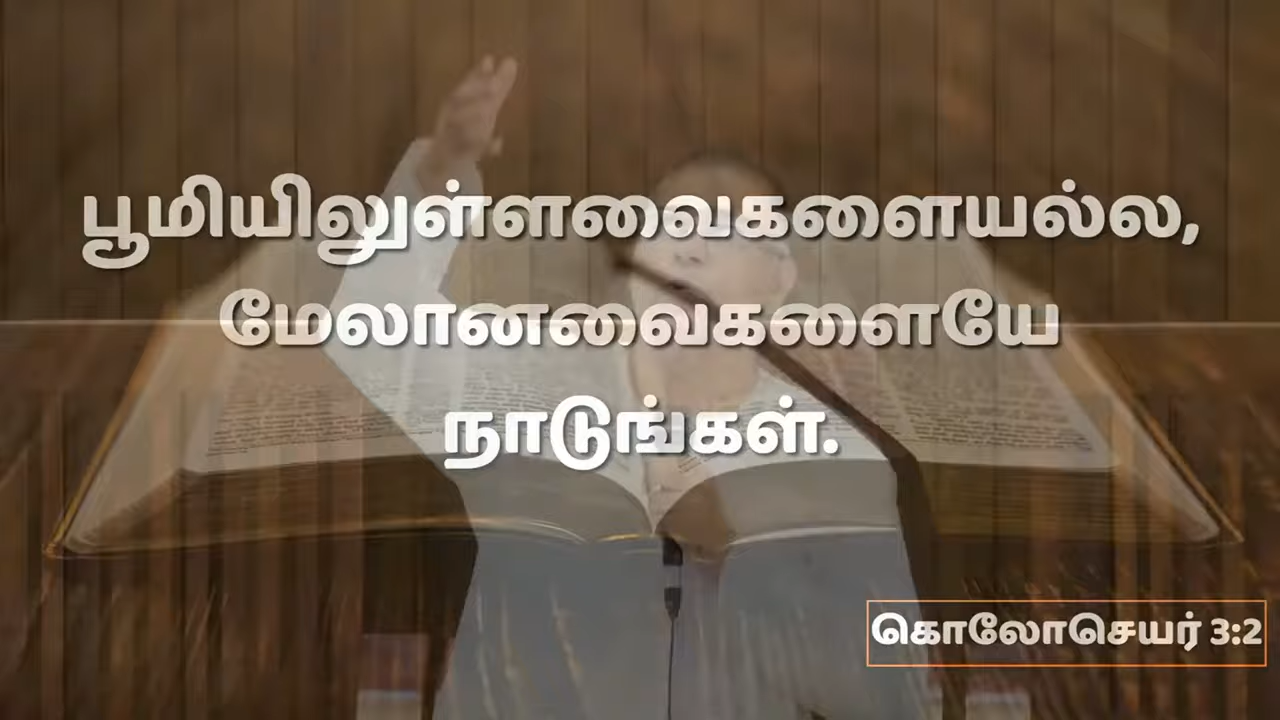 பூமியிலுள்ளவைகளையல்ல,
மேலானவைகளையே
நாடுங்கள்.
கொலோசெயர் 3:2